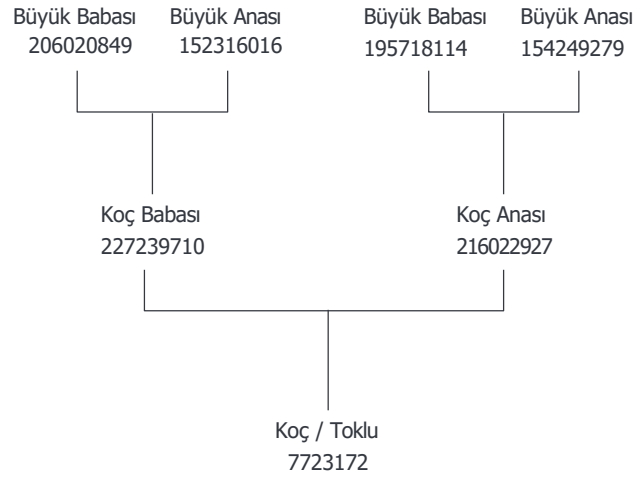 Büyük Babası Büyük Anası Büyük Babası Büyük Anası
206020849 152316016 195718114 154249279
Koç Babası Koç Anası
227239710 216022927
Koç / Toklu
7723172